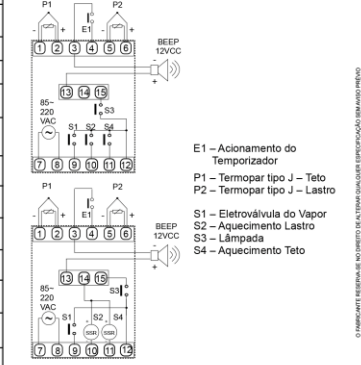 P1 P2
- + E1 - +
1 2 3 4 5 6
BEEP
12VCC
-
+
13 14 15
85~
220
VAC
S3
~
S1 S2 S4
7 8 9 10 11 12
P1 P2
- + E1 - +
1 2 3 4 5 6
BEEP
12VCC
-
+
13 14 15
85~
220
VAC
S3
~
S1 S2 S4
SSR SSR
7 8 9 10 11 12
E1 – Acionamento do
Temporizador
P1 – Termopar tipo J – Teto
P2 – Termopar tipo J – Lastro
S1 – Eletroválvula do Vapor
S2 – Aquecimento Lastro
S3 – Lâmpada
S4 – Aquecimento Teto
O FABRICANTE RESERVA-SE NO DIREITO DE ALTERAR QUALQUER ESPECIFICAÇÃO SEM AVISO PRÉVIO